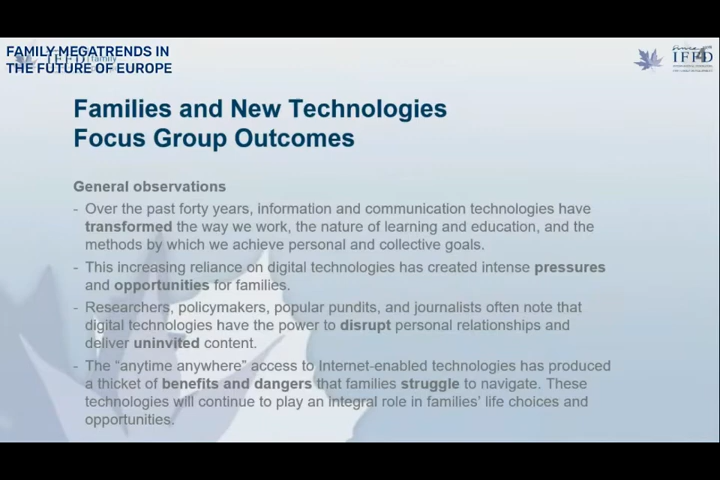 FAMILY MEGATRENDS IN
THE FUTURE OF EUROPE
IFFD
Families and New Technologies
Focus Group Outcomes
General observations
- Over the past forty years, information and communication technologies have
transformed the way we work, the nature of learning and education, and the
methods by which we achieve personal and collective goals.
- This increasing reliance on digital technologies has created intense pressures
and opportunities for families.
- Researchers, policymakers, popular pundits, and journalists often note that
digital technologies have the power to disrupt personal relationships and
deliver uninvited content.
- The “anytime anywhere” access to Internet-enabled technologies has produced
a thicket of benefits and dangers that families struggle to navigate. These
technologies will continue to play an integral role in families’ life choices and
opportunities.